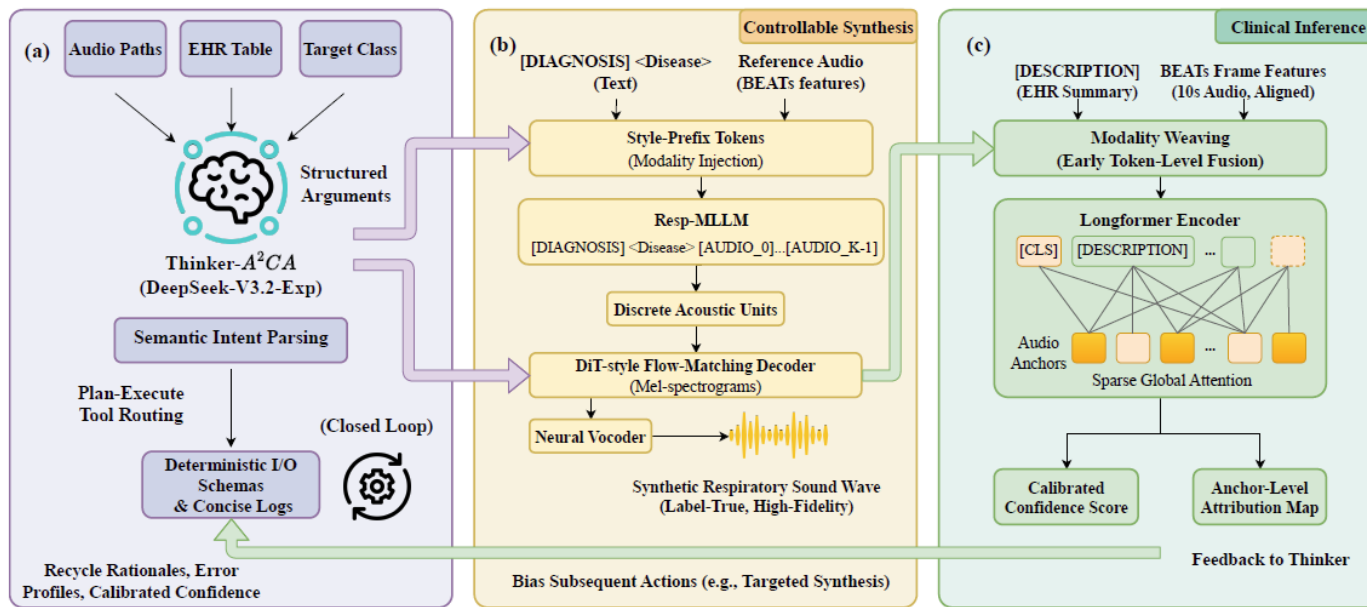 (a)
Audio Paths
EHR Table
Target Class
Structured
Arguments
Thinker-A²CA
(DeepSeek-V3.2-Exp)
Semantic Intent Parsing
Plan-Execute
Tool Routing
(Closed Loop)
Deterministic I/O
Schemas
& Concise Logs
Recycle Rationales, Error
Profiles, Calibrated Confidence
(b)
Controllable Synthesis
[DIAGNOSIS] <Disease>
(Text)
Reference Audio
(BEATs features)
Style-Prefix Tokens
(Modality Injection)
Resp-MLLM
[DIAGNOSIS] <Disease> [AUDIO_0]...[AUDIO_K-1]
Discrete Acoustic Units
DiT-style Flow-Matching Decoder
(Mel-spectrograms)
Neural Vocoder
Synthetic Respiratory Sound Wave
(Label-True, High-Fidelity)
Bias Subsequent Actions (e.g., Targeted Synthesis)
(c)
Clinical Inference
[DESCRIPTION]
(EHR Summary)
BEATs Frame Features
(10s Audio, Aligned)
Modality Weaving
(Early Token-Level Fusion)
Longformer Encoder
[CLS]
[DESCRIPTION]
...
Audio
Anchors
...
Sparse Global Attention
Calibrated
Confidence Score
Anchor-Level
Attribution Map
Feedback to Thinker